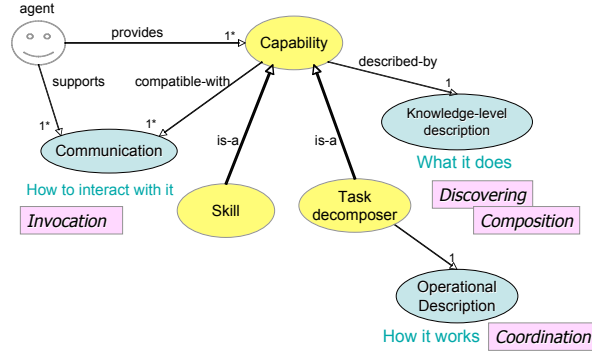 agent
provides
1*
Capability
supports
compatible-with
described-by
1*
1*
1
Communication
is-a
is-a
Knowledge-level
description
How to interact with it
What it does
Invocation
Skill
Task
decomposer
Discovering
Composition
1
Operational
Description
How it works
Coordination